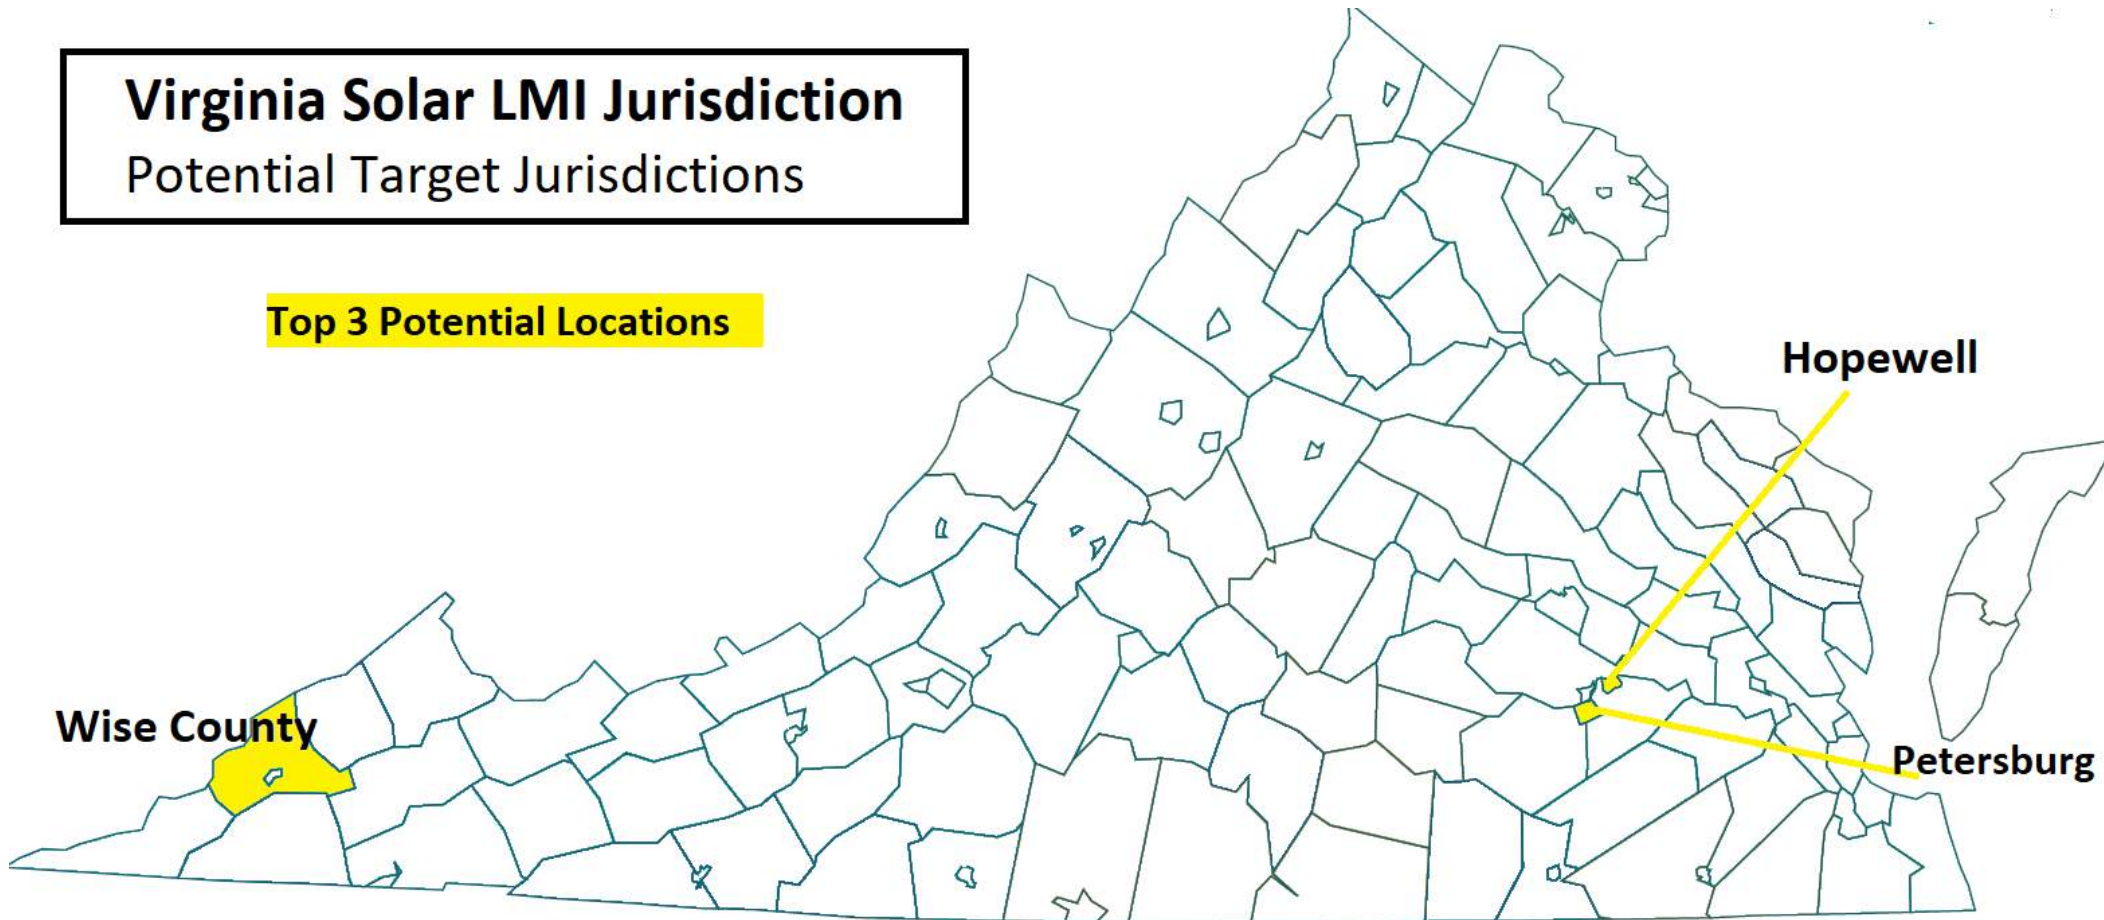 Virginia Solar LMI Jurisdiction
Potential Target Jurisdictions
Top 3 Potential Locations
Hopewell
Wise County
Petersburg